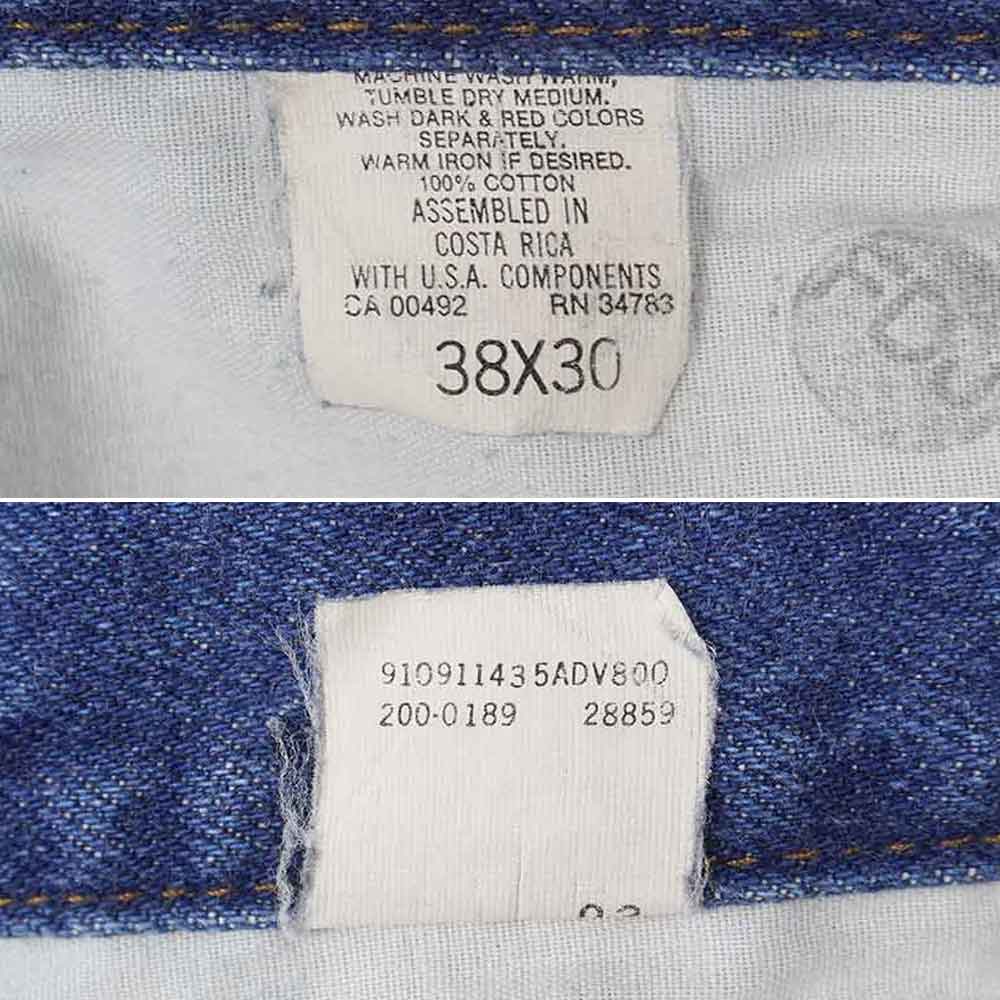 MACHINE WASH WARM,
TUMBLE DRY MEDIUM.
WASH DARK & RED COLORS
SEPARATELY.
WARM IRON IF DESIRED.
100% COTTON
ASSEMBLED IN
COSTA RICA
WITH U.S.A. COMPONENTS
CA 00492 RN 34783
38X30
910911435ADV800
200-0189 28859